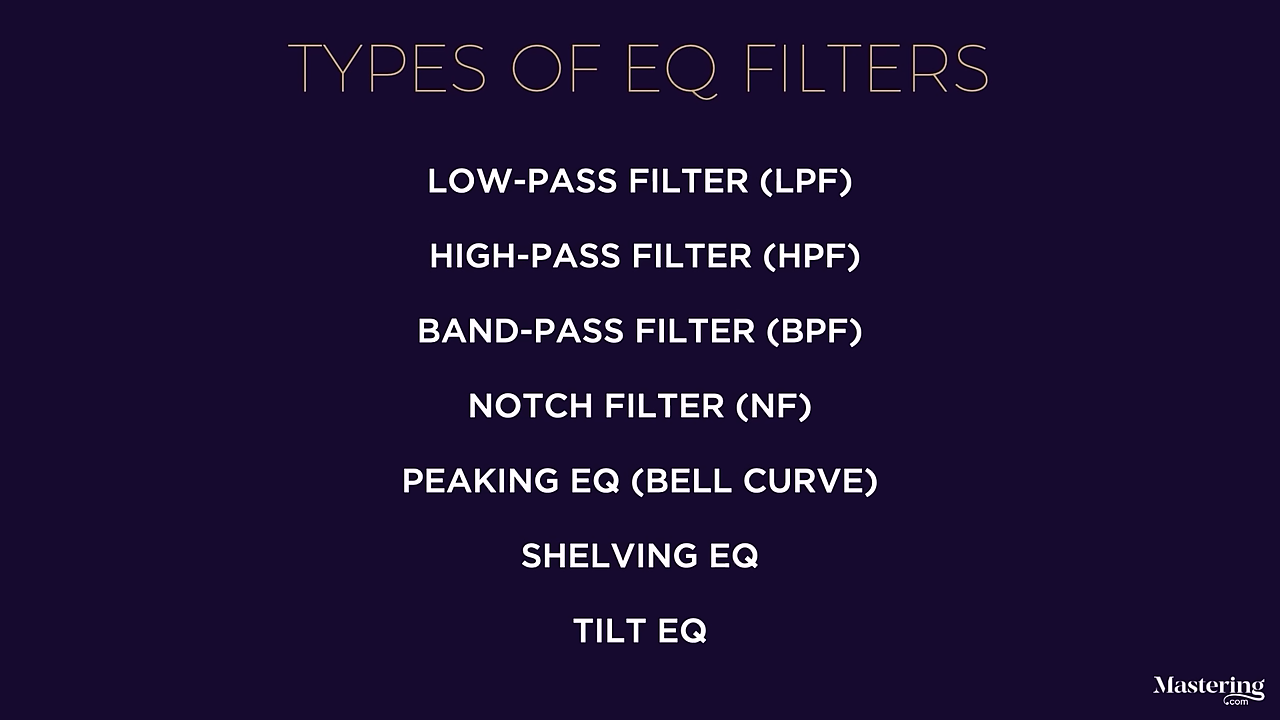 TYPES OF EQ FILTERS
LOW-PASS FILTER (LPF)
HIGH-PASS FILTER (HPF)
BAND-PASS FILTER (BPF)
NOTCH FILTER (NF)
PEAKING EQ (BELL CURVE)
SHELVING EQ
TILT EQ
Mastering
.com